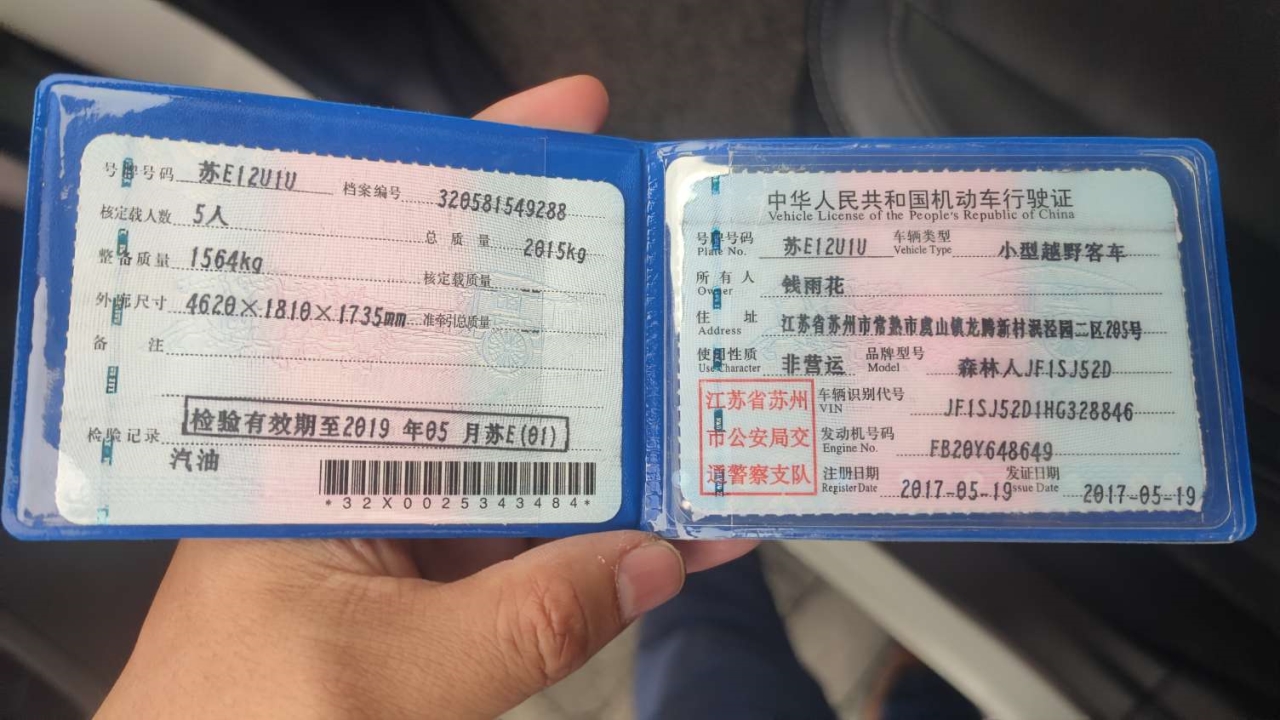 号牌号码 苏E12U1U 档案编号 320581549288
核定载人数 5人 总质量 2015kg
整备质量 1564kg 核定载质量 --
外廓尺寸 4620×1810×1735mm 准牵引总质量 --
备注
检验记录 检验有效期至2019 年05 月苏E(01)
汽油
*32X0025343484*
中华人民共和国机动车行驶证
Vehicle License of the People's Republic of China
号牌号码 苏E12U1U 车辆类型 小型越野客车
Plate No. Vehicle Type
所有人 钱雨花
Owner
住址 江苏省苏州市常熟市虞山镇龙腾新村泯泾园二区205号
Address
使用性质 非营运 品牌型号 森林人JF1SJ52D
Use Character Model
江苏省苏州
市公安局交
通警察支队
车辆识别代号 JF1SJ52D1HG328846
VIN
发动机号码 FB20Y648649
Engine No.
注册日期 2017-05-19 发证日期 2017-05-19
Register Date Issue Date